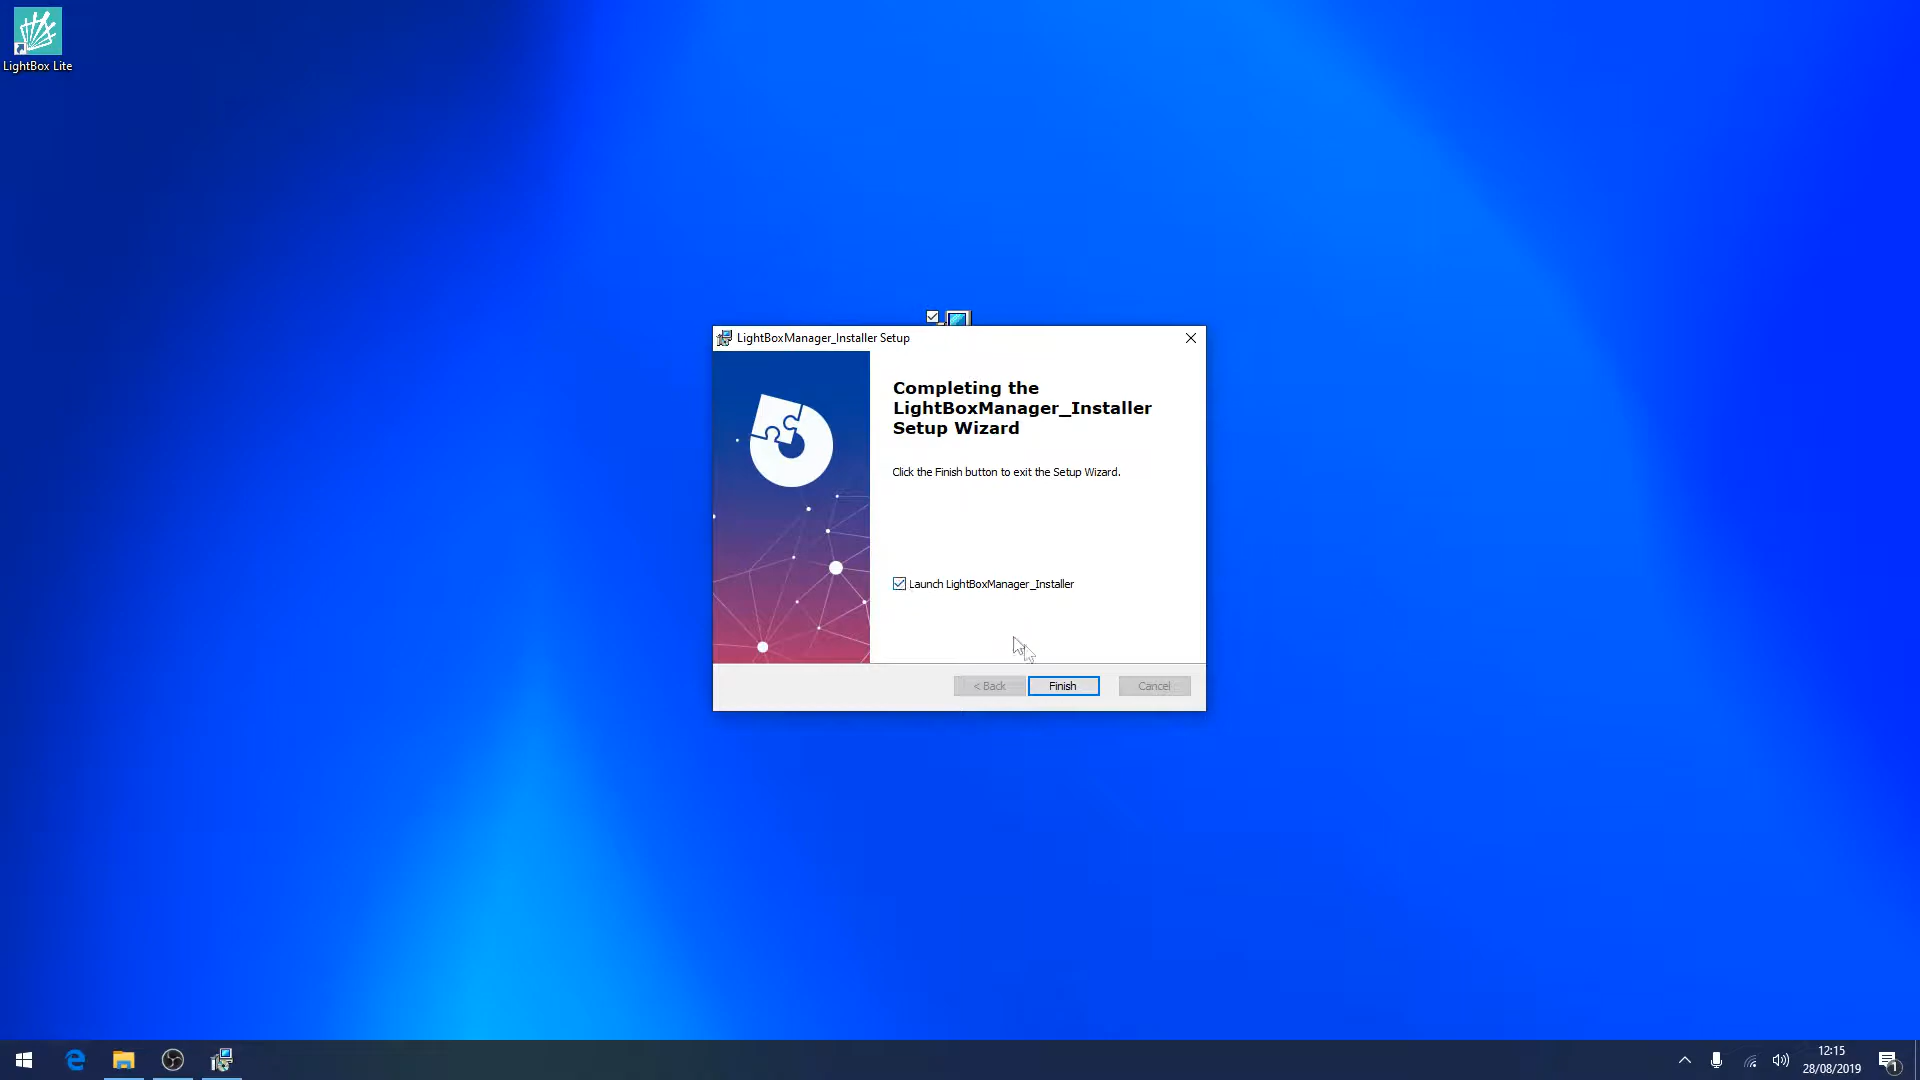 LightBox Lite
LightBoxManager_Installer Setup
Completing the
LightBoxManager_Installer
Setup Wizard
Click the Finish button to exit the Setup Wizard.
Launch LightBoxManager_Installer
< Back
Finish
Cancel
12:15
28/08/2019
1